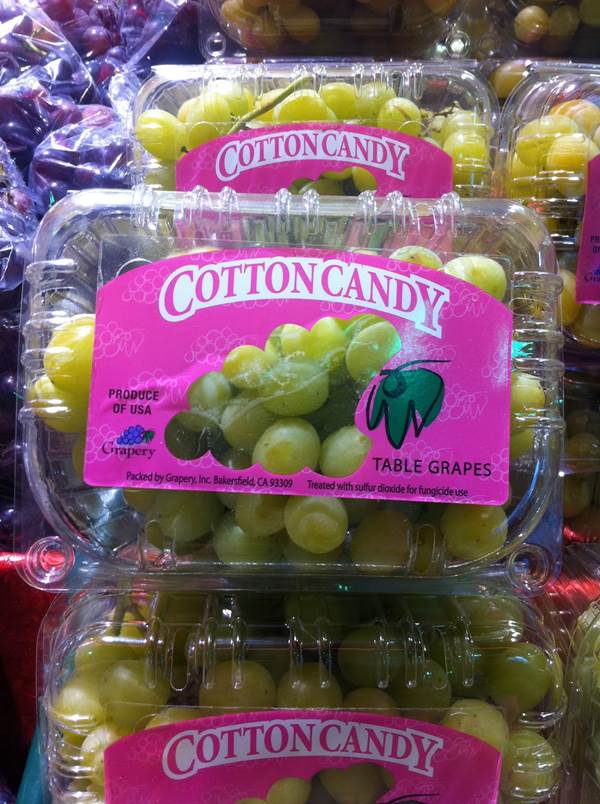 COTTON CANDY
COTTON CANDY
PRODUCE
OF USA
Grapery
TABLE GRAPES
Packed by Grapery, Inc. Bakersfield, CA 93309
Treated with sulfur dioxide for fungicide use
COTTON CANDY